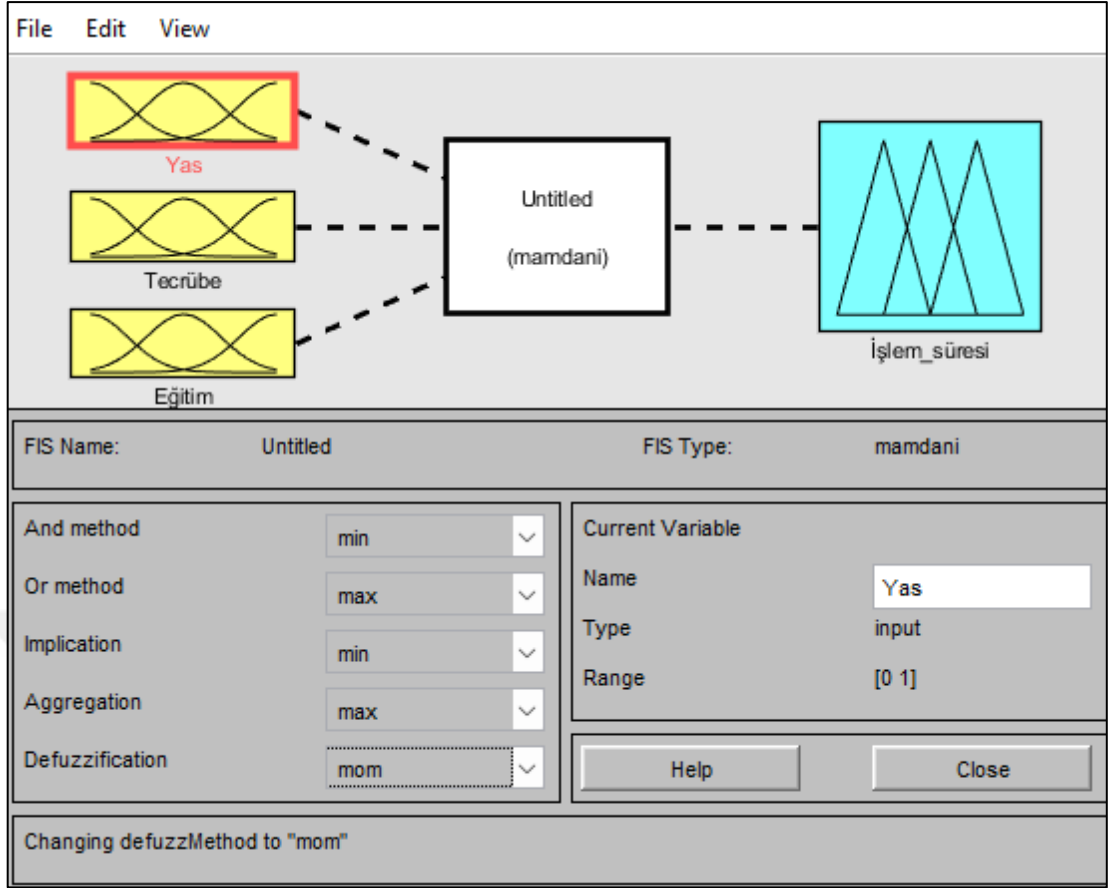 File Edit View
Yas
Tecrübe
Eğitim
Untitled
(mamdani)
İşlem_süresi
FIS Name: Untitled FIS Type: mamdani
And method min
Or method max
Implication min
Aggregation max
Defuzzification mom
Current Variable
Name Yas
Type input
Range [0 1]
Help Close
Changing defuzzMethod to "mom"